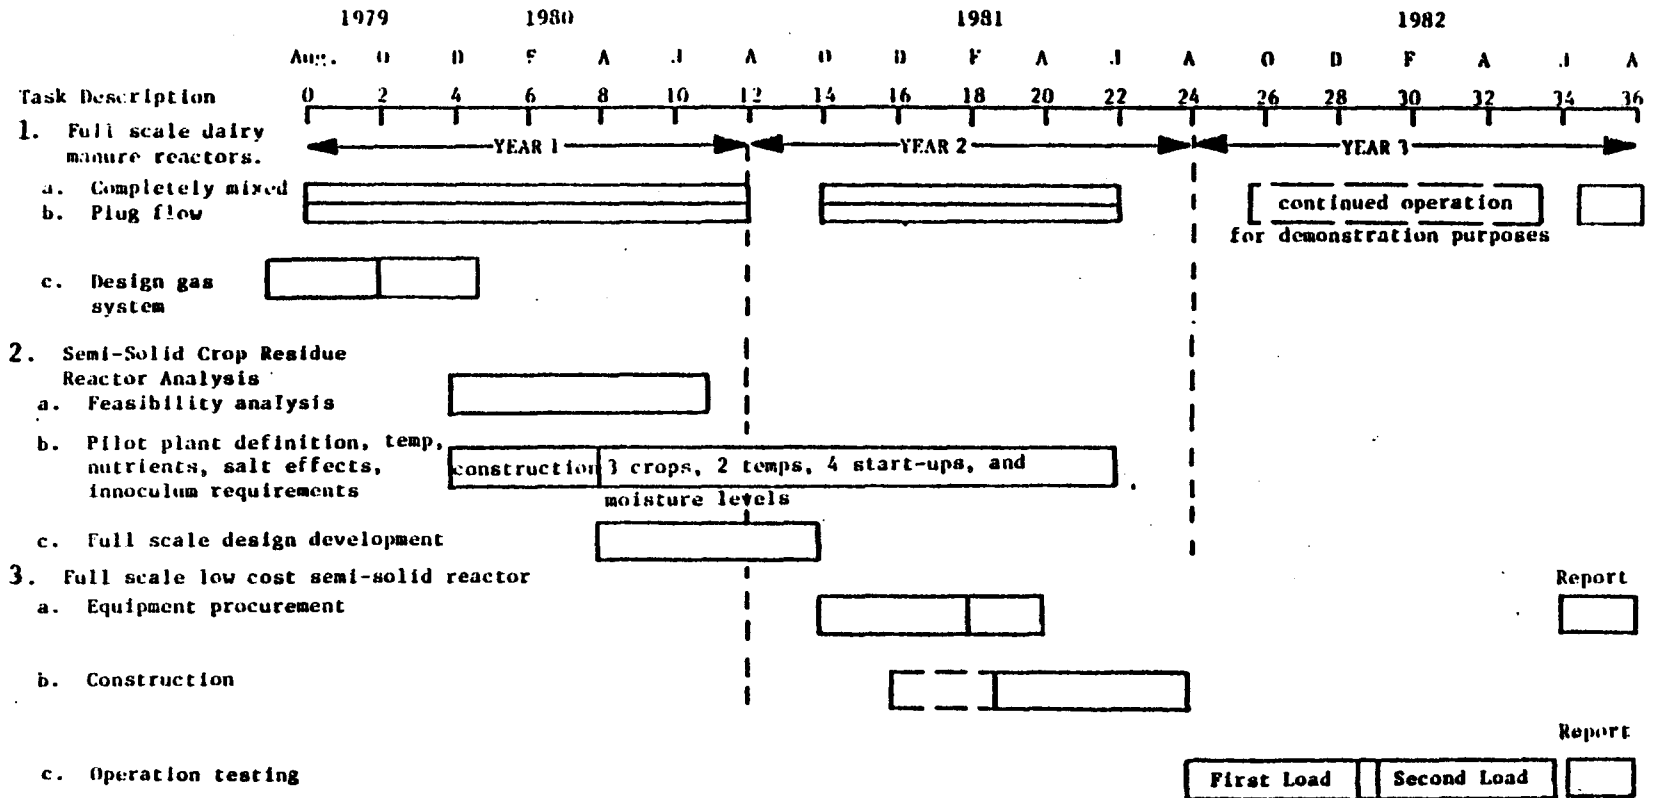 1979 1980 1981 1982
Aug. O D F A J A O D F A J A O D F A J A
Task Description 0 2 4 6 8 10 12 14 16 18 20 22 24 26 28 30 32 34 36
1. Full scale dairy
manure reactors.
YEAR 1 YEAR 2 YEAR 3
a. Completely mixed
b. Plug flow
continued operation
for demonstration purposes
c. Design gas
system
2. Semi-Solid Crop Residue
Reactor Analysis
a. Feasibility analysis
b. Pilot plant definition, temp,
nutrients, salt effects,
innoculum requirements
construction 3 crops, 2 temps, 4 start-ups, and
moisture levels
c. Full scale design development
3. Full scale low cost semi-solid reactor
Report
a. Equipment procurement
b. Construction
Report
c. Operation testing
First Load Second Load